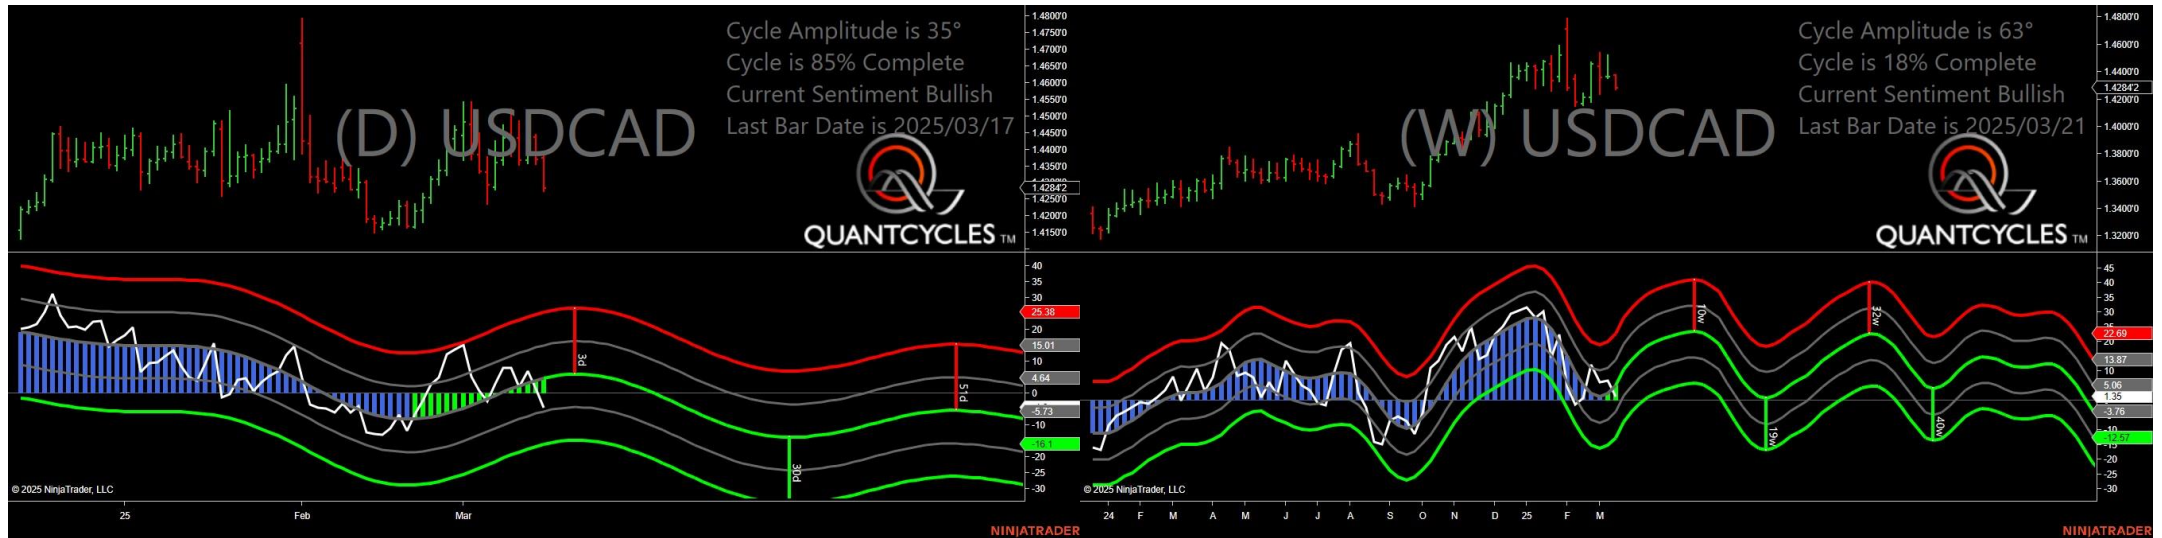 Cycle Amplitude is 35°
Cycle is 85% Complete
Current Sentiment Bullish
Last Bar Date is 2025/03/17
(D) USDCAD
QUANTCYCLES TM
1.4800'0
1.4750'0
1.4700'0
1.4650'0
1.4600'0
1.4550'0
1.4500'0
1.4450'0
1.4400'0
1.4350'0
1.4284'2
1.4250'0
1.4200'0
1.4150'0
40
35
30
25.38
20
15.01
10
4.64
0
-5.73
-10
-16.1
-20
-25
-30
3d
30d
51d
© 2025 NinjaTrader, LLC
25 Feb Mar
NINJATRADER
Cycle Amplitude is 63°
Cycle is 18% Complete
Current Sentiment Bullish
Last Bar Date is 2025/03/21
(W) USDCAD
QUANTCYCLES TM
1.4800'0
1.4600'0
1.4400'0
1.4284'2
1.4200'0
1.4000'0
1.3800'0
1.3600'0
1.3400'0
1.3200'0
45
40
35
30
22.69
20
13.87
10
5.06
1.35
-3.76
-12.57
-20
-25
-30
10w
19w
32w
40w
© 2025 NinjaTrader, LLC
24 F M A M J J A S O N D 25 F M
NINJATRADER